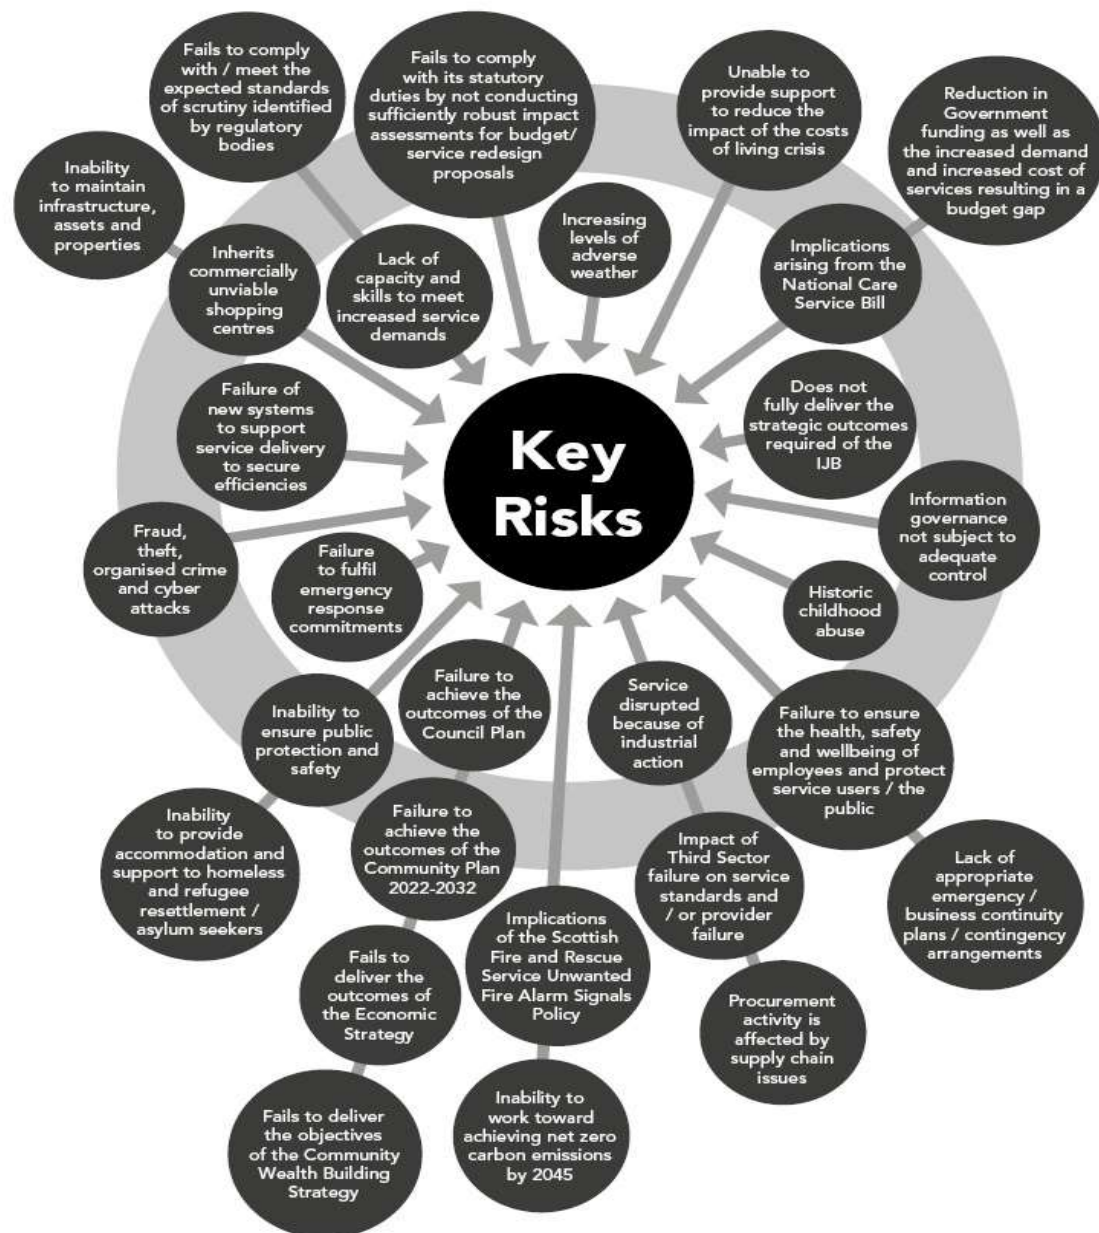 Fails to comply
with / meet the
expected standards
of scrutiny identified
by regulatory
bodies
Fails to comply
with its statutory
duties by not conducting
sufficiently robust impact
assessments for budget/
service redesign
proposals
Unable to
provide support
to reduce the
impact of the costs
of living crisis
Reduction in
Government
funding as well as
the increased demand
and increased cost of
services resulting in a
budget gap
Inability
to maintain
infrastructure,
assets and
properties
Inherits
commercially
unviable
shopping
centres
Lack of
capacity and
skills to meet
increased service
demands
Increasing
levels of
adverse
weather
Implications
arising from the
National Care
Service Bill
Failure of
new systems
to support
service delivery
to secure
efficiencies
Key
Risks
Does not
fully deliver the
strategic outcomes
required of the
IJB
Fraud,
theft,
organised crime
and cyber
attacks
Failure
to fulfil
emergency
response
commitments
Information
governance
not subject to
adequate
control
Historic
childhood
abuse
Inability to
ensure public
protection and
safety
Failure to
achieve the
outcomes of the
Council Plan
Service
disrupted
because of
industrial
action
Failure to ensure
the health, safety
and wellbeing of
employees and protect
service users / the
public
Inability
to provide
accommodation and
support to homeless
and refugee
resettlement /
asylum seekers
Failure to
achieve the
outcomes of the
Community Plan
2022-2032
Impact of
Third Sector
failure on service
standards and
/ or provider
failure
Lack of
appropriate
emergency /
business continuity
plans / contingency
arrangements
Fails to
deliver the
outcomes of
the Economic
Strategy
Implications
of the Scottish
Fire and Rescue
Service Unwanted
Fire Alarm Signals
Policy
Procurement
activity is
affected by
supply chain
issues
Fails to deliver
the objectives
of the Community
Wealth Building
Strategy
Inability to
work toward
achieving net zero
carbon emissions
by 2045